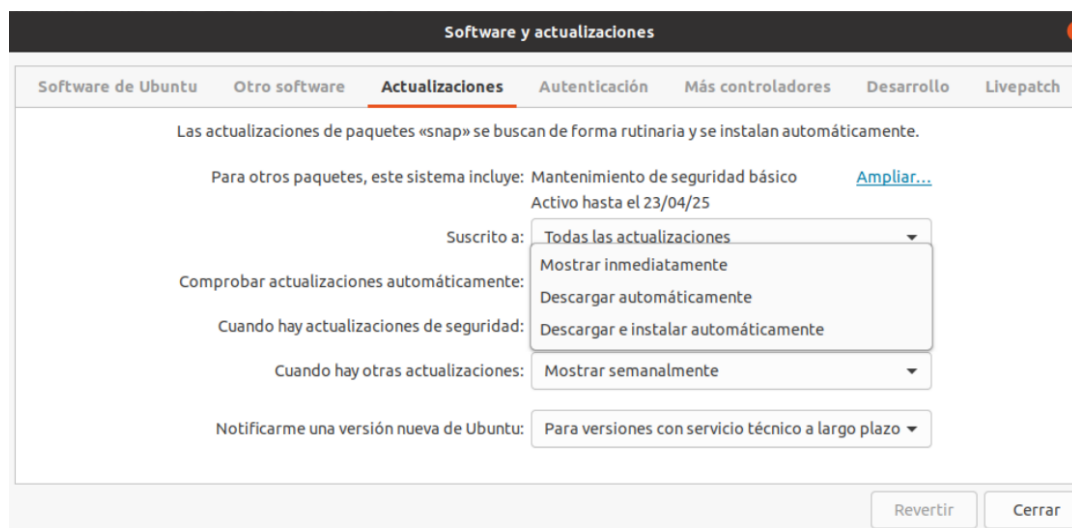 Software y actualizaciones
Software de Ubuntu Otro software Actualizaciones Autenticación Más controladores Desarrollo Livepatch
Las actualizaciones de paquetes «snap» se buscan de forma rutinaria y se instalan automáticamente.
Para otros paquetes, este sistema incluye: Mantenimiento de seguridad básico Ampliar...
Activo hasta el 23/04/25
Suscrito a: Todas las actualizaciones
Mostrar inmediatamente
Comprobar actualizaciones automáticamente:
Descargar automáticamente
Cuando hay actualizaciones de seguridad: Descargar e instalar automáticamente
Cuando hay otras actualizaciones: Mostrar semanalmente
Notificarme una versión nueva de Ubuntu: Para versiones con servicio técnico a largo plazo
Revertir Cerrar